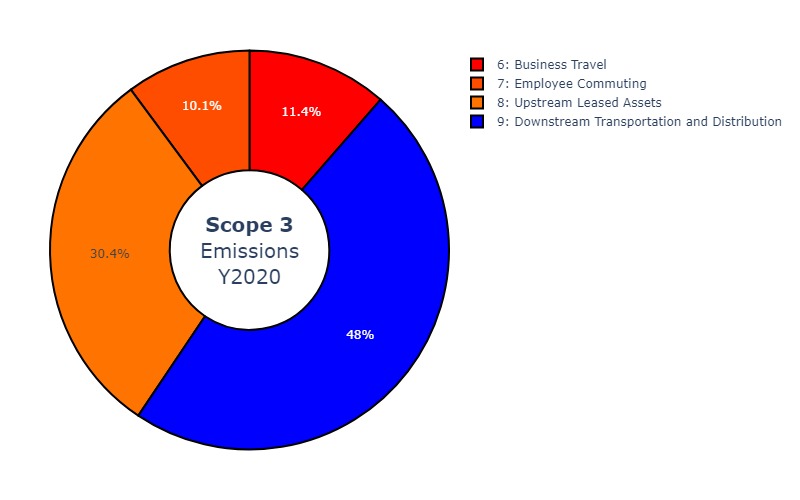 6: Business Travel
7: Employee Commuting
8: Upstream Leased Assets
9: Downstream Transportation and Distribution
10.1%
11.4%
Scope 3
Emissions
Y2020
30.4%
48%